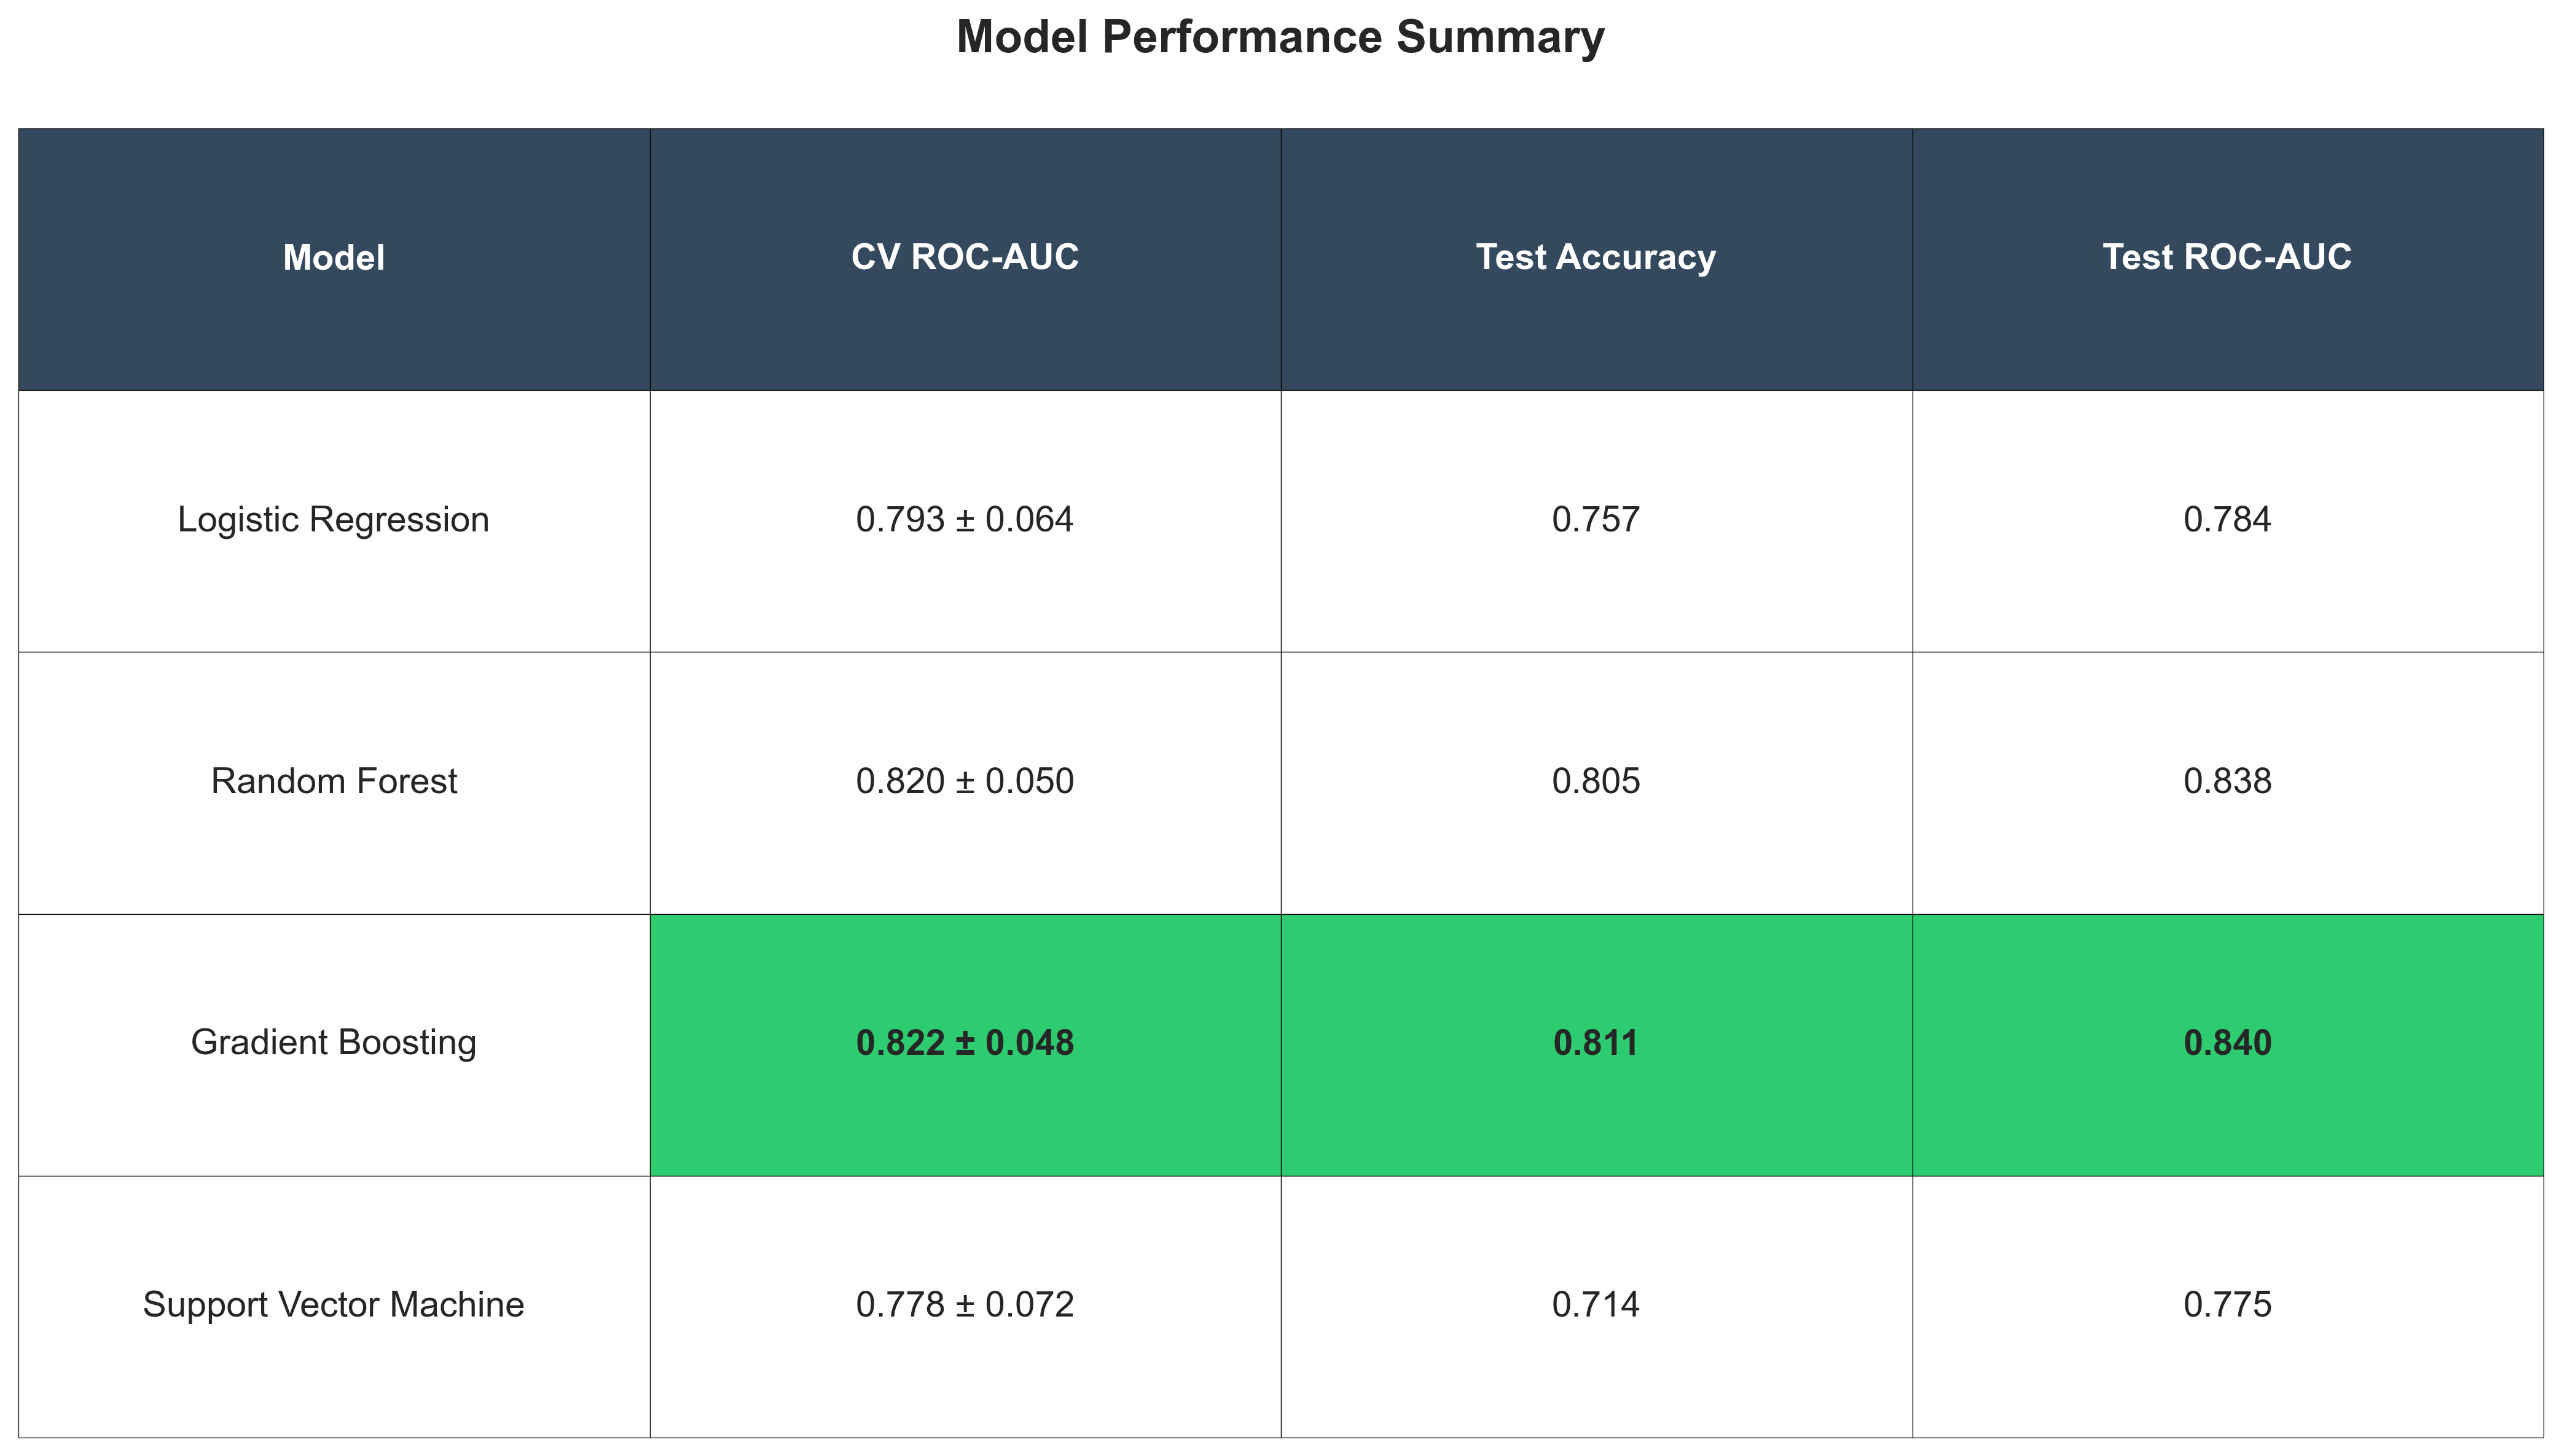 Model Performance Summary
Model CV ROC-AUC Test Accuracy Test ROC-AUC
Logistic Regression 0.793 ± 0.064 0.757 0.784
Random Forest 0.820 ± 0.050 0.805 0.838
Gradient Boosting 0.822 ± 0.048 0.811 0.840
Support Vector Machine 0.778 ± 0.072 0.714 0.775